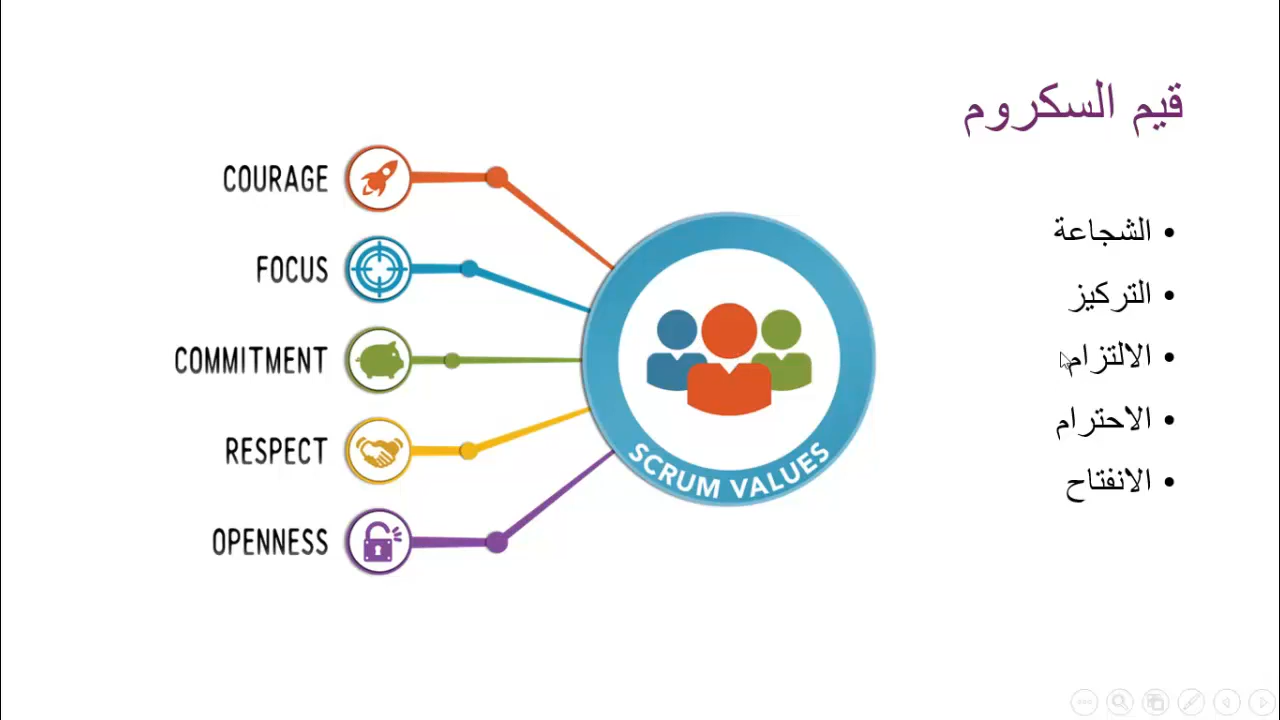 قيم السكروم
الشجاعة
التركيز
الالتزام
الاحترام
الانفتاح
COURAGE
FOCUS
COMMITMENT
RESPECT
OPENNESS
SCRUM VALUES